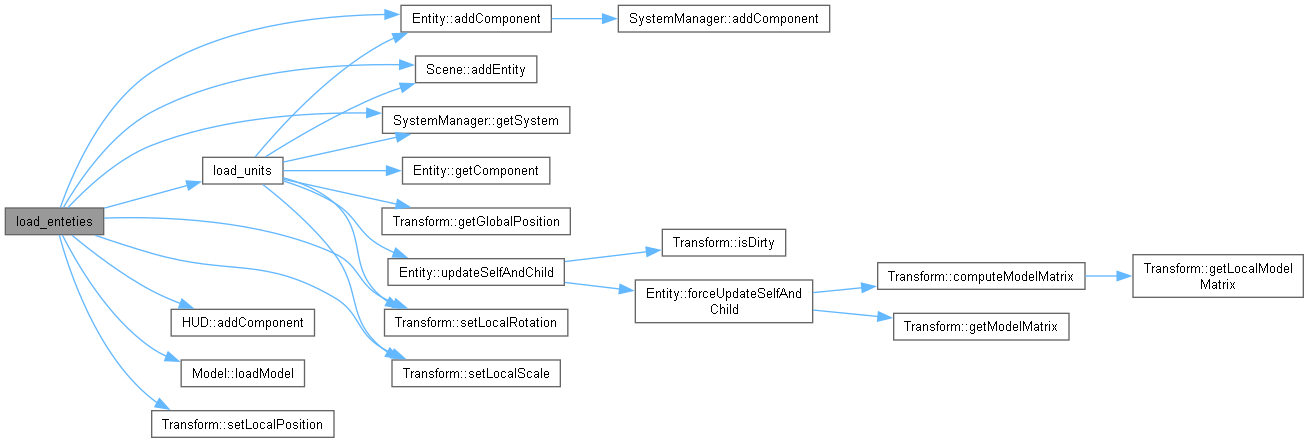 Entity::addComponent
SystemManager::addComponent
Scene::addEntity
SystemManager::getSystem
load_units
Entity::getComponent
load_enteties
Transform::getGlobalPosition
Transform::isDirty
Entity::updateSelfAndChild
Transform::computeModelMatrix
Transform::getLocalModel
Matrix
Entity::forceUpdateSelfAnd
Child
HUD::addComponent
Transform::setLocalRotation
Transform::getModelMatrix
Model::loadModel
Transform::setLocalScale
Transform::setLocalPosition